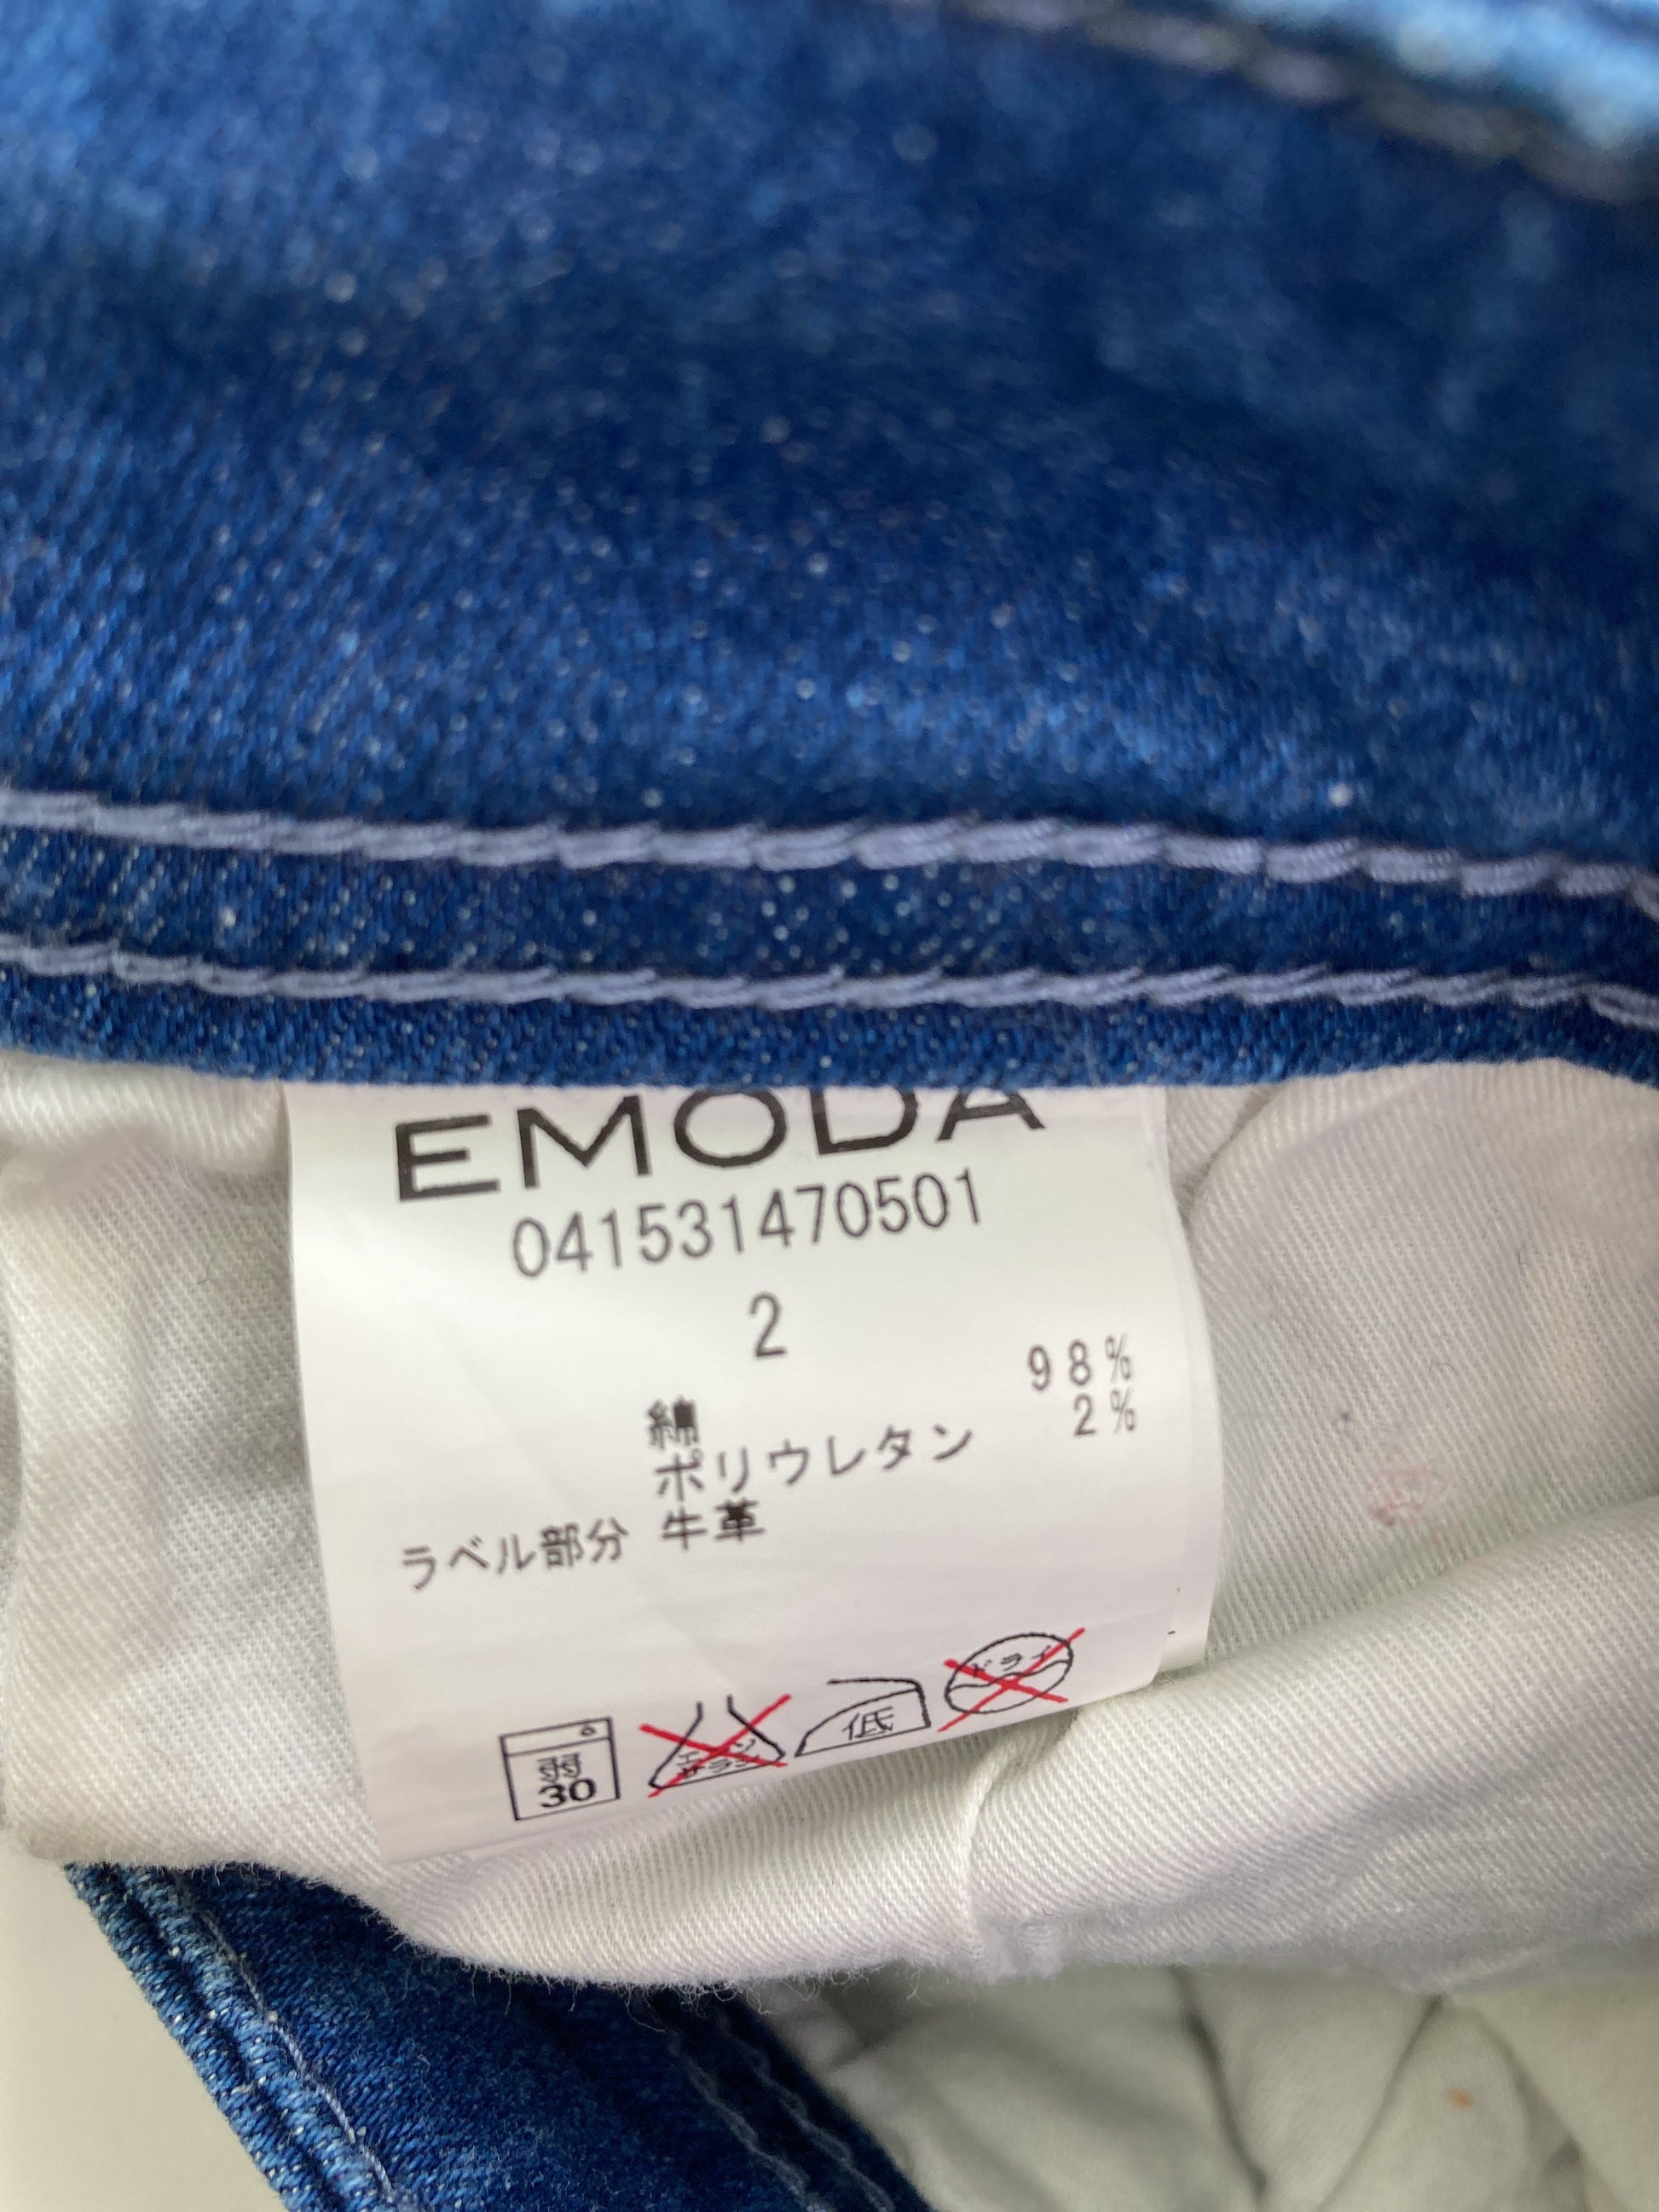 EMODA
041531470501
2
綿 98%
ポリウレタン 2%
ラベル部分 牛革
弱 30
エンソ サラシ
低
ドライ